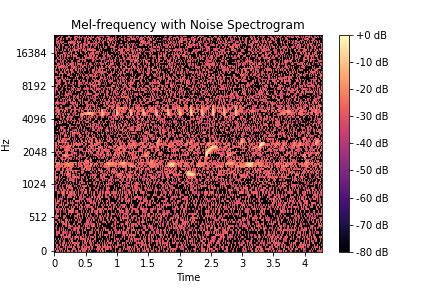 Mel-frequency with Noise Spectrogram
16384
8192
4096
2048
1024
512
0
Hz
0 0.5 1 1.5 2 2.5 3 3.5 4
Time
+0 dB
-10 dB
-20 dB
-30 dB
-40 dB
-50 dB
-60 dB
-70 dB
-80 dB